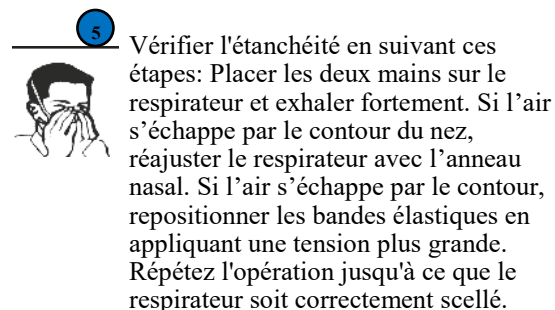 5
Vérifier l'étanchéité en suivant ces
étapes: Placer les deux mains sur le
respirateur et exhaler fortement. Si l’air
s’échappe par le contour du nez,
réajuster le respirateur avec l’anneau
nasal. Si l’air s’échappe par le contour,
repositionner les bandes élastiques en
appliquant une tension plus grande.
Répétez l'opération jusqu'à ce que le
respirateur soit correctement scellé.